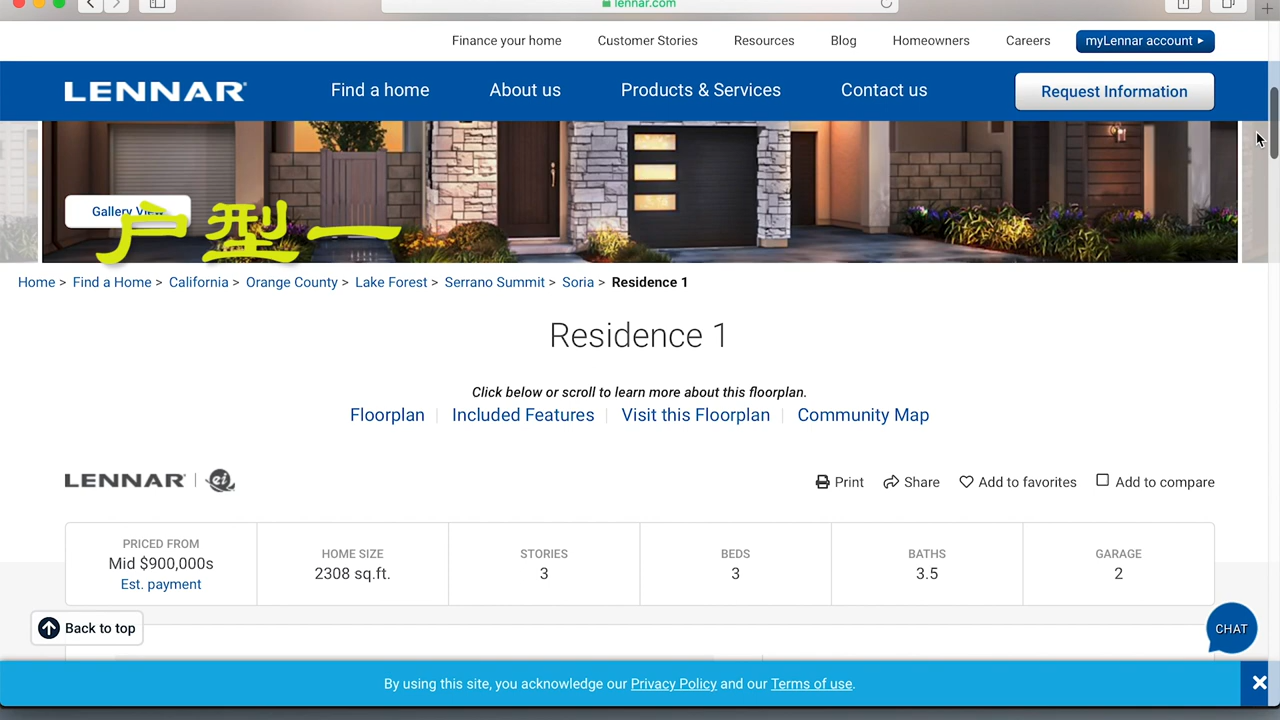 lennar.com
Finance your home Customer Stories Resources Blog Homeowners Careers myLennar account
LENNAR Find a home About us Products & Services Contact us Request Information
Gallery View
户型一
Home > Find a Home > California > Orange County > Lake Forest > Serrano Summit > Soria > Residence 1
Residence 1
Click below or scroll to learn more about this floorplan.
Floorplan | Included Features | Visit this Floorplan | Community Map
LENNAR | ei Print Share Add to favorites Add to compare
PRICED FROM
Mid $900,000s
Est. payment
HOME SIZE
2308 sq.ft.
STORIES
3
BEDS
3
BATHS
3.5
GARAGE
2
Back to top
CHAT
By using this site, you acknowledge our Privacy Policy and our Terms of use.